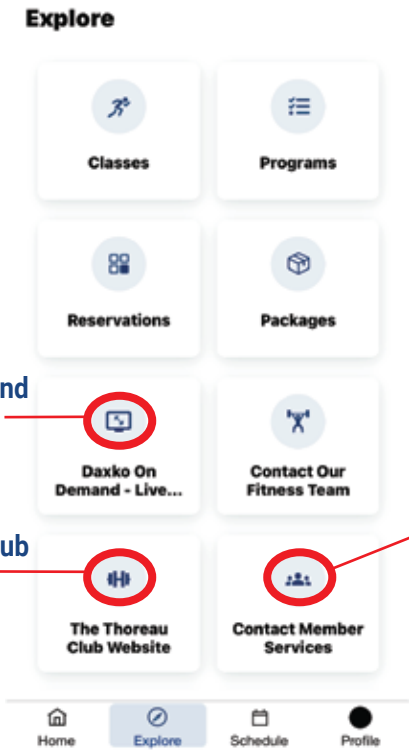 Explore
Classes
Programs
Reservations
Packages
nd
Daxko On
Demand - Live...
Contact Our
Fitness Team
ub
The Thoreau
Club Website
Contact Member
Services
Home
Explore
Schedule
Profile